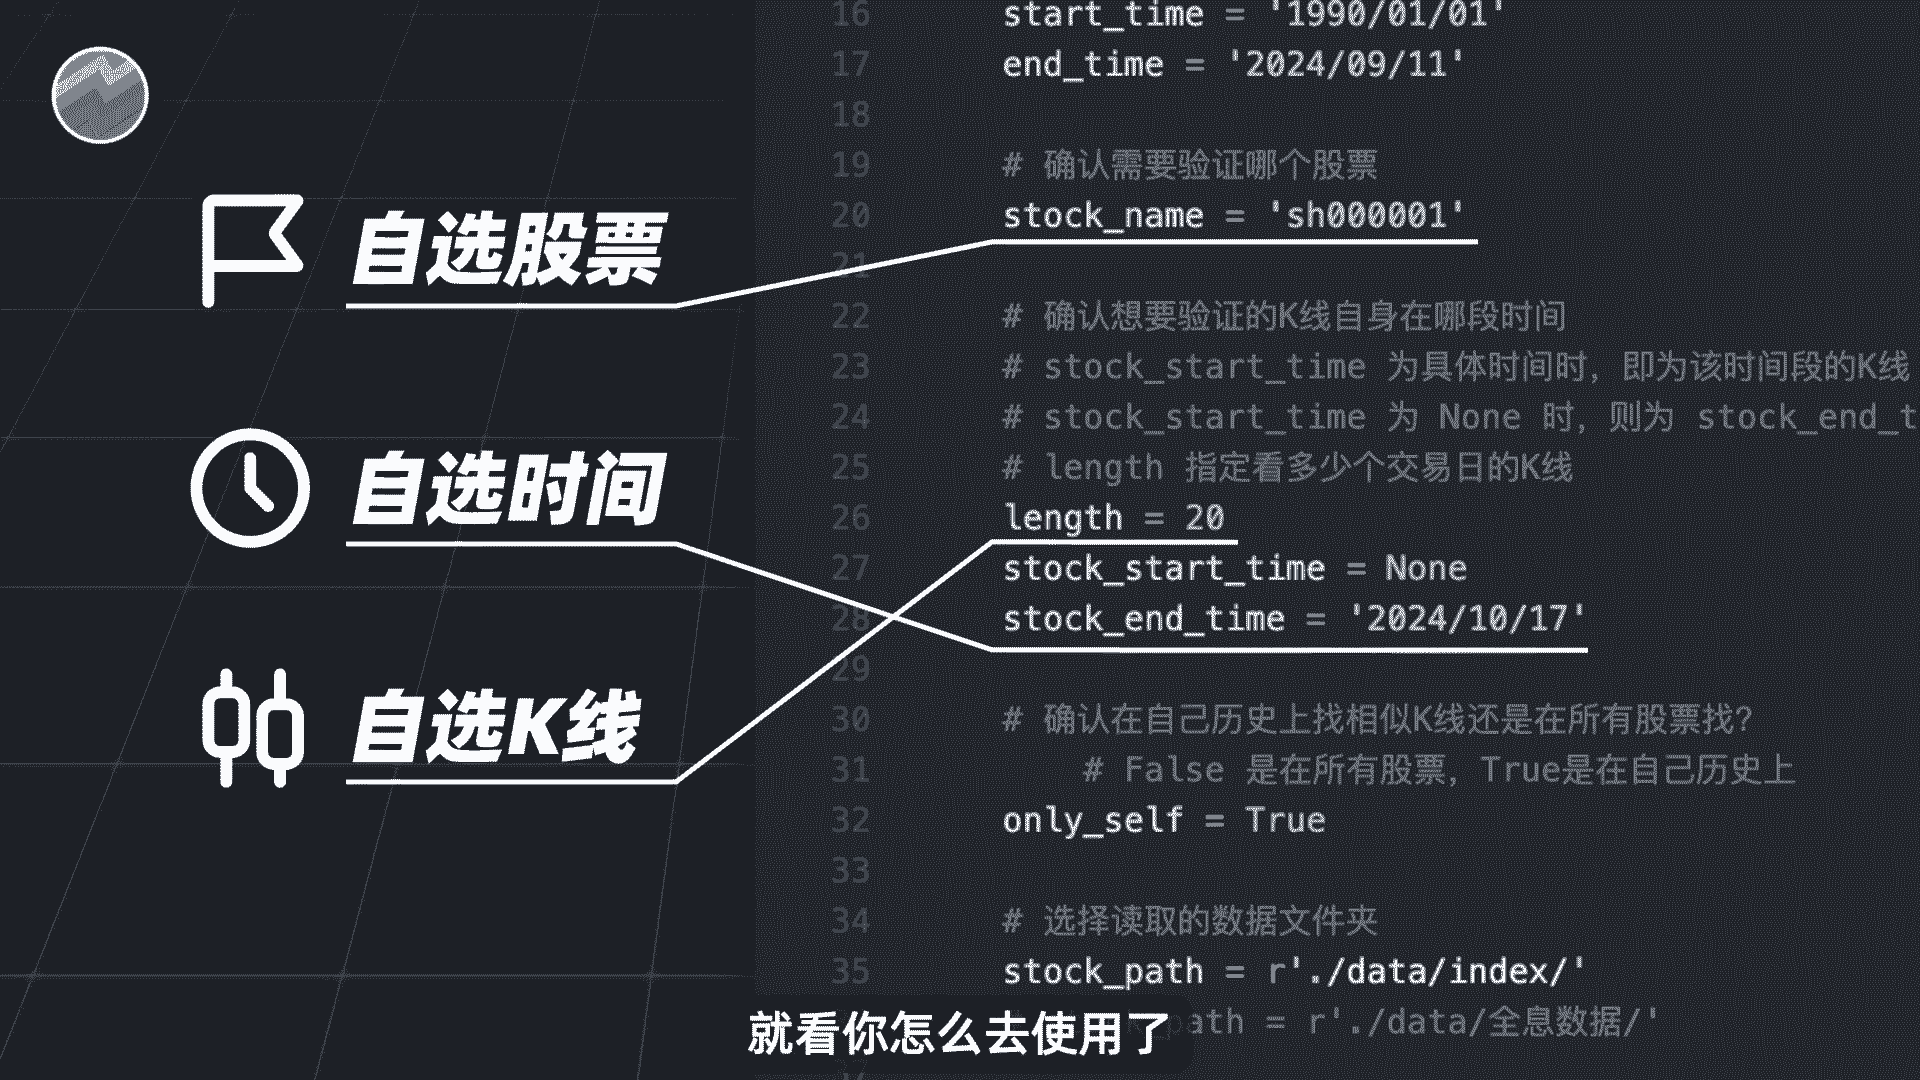 自选股票
自选时间
自选K线
16 start_time = '1990/01/01'
17 end_time = '2024/09/11'
18
19 # 确认需要验证哪个股票
20 stock_name = 'sh000001'
21
22 # 确认想要验证的K线自身在哪段时间
23 # stock_start_time 为具体时间时，即为该时间段的K线
24 # stock_start_time 为 None 时，则为 stock_end_t
25 # length 指定看多少个交易日的K线
26 length = 20
27 stock_start_time = None
28 stock_end_time = '2024/10/17'
29
30 # 确认在自己历史上找相似K线还是在所有股票找？
31 # False 是在所有股票，True是在自己历史上
32 only_self = True
33
34 # 选择读取的数据文件夹
35 stock_path = r'./data/index/'
ath = r'./data/全息数据/'
就看你怎么去使用了